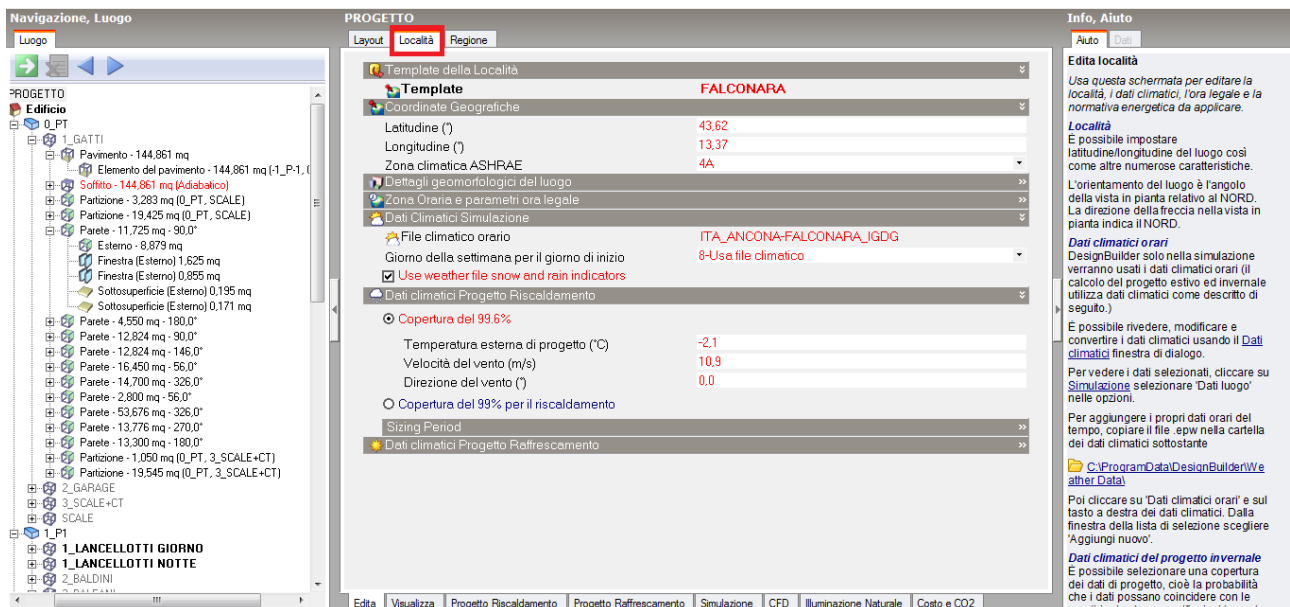 Navigazione, Luogo
Luogo
PROGETTO
Edificio
0_PT
1_GATTI
Pavimento - 144,861 mq
Elemento del pavimento - 144,861 mq (-1_P-1, (
Soffitto - 144,861 mq (Adiabatico)
Partizione - 3,283 mq (0_PT, SCALE)
Partizione - 19,425 mq (0_PT, SCALE)
Parete - 11,725 mq - 90,0°
Esterno - 8,879 mq
Finestra (Esterno) 1,625 mq
Finestra (Esterno) 0,855 mq
Sottosuperficie (Esterno) 0,195 mq
Sottosuperficie (Esterno) 0,171 mq
Parete - 4,550 mq - 180,0°
Parete - 12,824 mq - 90,0°
Parete - 12,824 mq - 146,0°
Parete - 16,450 mq - 56,0°
Parete - 14,700 mq - 326,0°
Parete - 2,800 mq - 56,0°
Parete - 53,676 mq - 326,0°
Parete - 13,776 mq - 270,0°
Parete - 13,300 mq - 180,0°
Partizione - 1,050 mq (0_PT, 3_SCALE+CT)
Partizione - 19,545 mq (0_PT, 3_SCALE+CT)
2_GARAGE
3_SCALE+CT
SCALE
1_P1
1_LANCELLOTTI GIORNO
1_LANCELLOTTI NOTTE
2_BALDINI
PROGETTO
Layout Località Regione
Template della Località
Template FALCONARA
Coordinate Geografiche
Latitudine (°) 43,62
Longitudine (°) 13,37
Zona climatica ASHRAE 4A
Dettagli geomorfologici del luogo
Zona Oraria e parametri ora legale
Dati Climatici Simulazione
File climatico orario ITA_ANCONA-FALCONARA_IGDG
Giorno della settimana per il giorno di inizio 8-Usa file climatico
Use weather file snow and rain indicators
Dati climatici Progetto Riscaldamento
Copertura del 99.6%
Temperatura esterna di progetto (°C) -2,1
Velocità del vento (m/s) 10,9
Direzione del vento (°) 0,0
Copertura del 99% per il riscaldamento
Sizing Period
Dati climatici Progetto Raffrescamento
Edita Visualizza Progetto Riscaldamento Progetto Raffrescamento Simulazione CFD Illuminazione Naturale Costo e CO2
Info, Aiuto
Aiuto Dati
Edita località
Usa questa schermata per editare la
località, i dati climatici, l'ora legale e la
normativa energetica da applicare.
Località
È possibile impostare
latitudine/longitudine del luogo così
come altre numerose caratteristiche.
L'orientamento del luogo è l'angolo
della vista in pianta relativo al NORD.
La direzione della freccia nella vista in
pianta indica il NORD.
Dati climatici orari
DesignBuilder solo nella simulazione
verranno usati i dati climatici orari (il
calcolo del progetto estivo ed invernale
utilizza dati climatici come descritto di
seguito.)
È possibile rivedere, modificare e
convertire i dati climatici usando il Dati
climatici finestra di dialogo.
Per vedere i dati selezionati, cliccare su
Simulazione selezionare 'Dati luogo'
nelle opzioni.
Per aggiungere i propri dati orari del
tempo, copiare il file .epw nella cartella
dei dati climatici sottostante
C:\ProgramData\DesignBuilder\We
ather Data\
Poi cliccare su 'Dati climatici orari' e sul
tasto a destra dei dati climatici. Dalla
finestra della lista di selezione scegliere
'Aggiungi nuovo'.
Dati climatici del progetto invernale
È possibile selezionare una copertura
dei dati di progetto, cioè la probabilità
che i dati possano coincidere con le